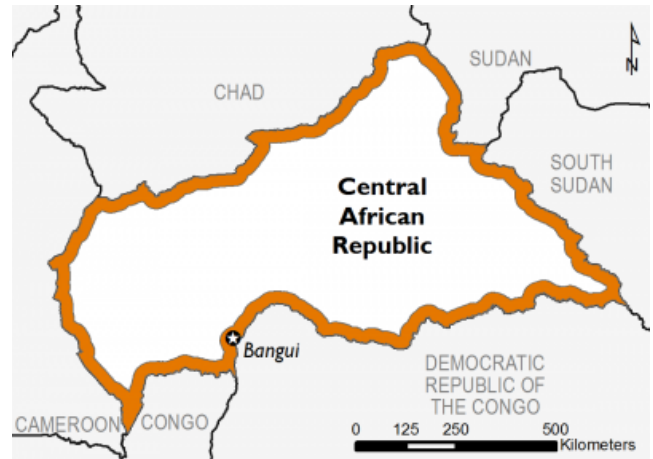 SUDAN
N
CHAD
SOUTH
SUDAN
Central
African
Republic
Bangui
DEMOCRATIC
REPUBLIC OF
THE CONGO
CAMEROON
CONGO
0 125 250 500
Kilometers